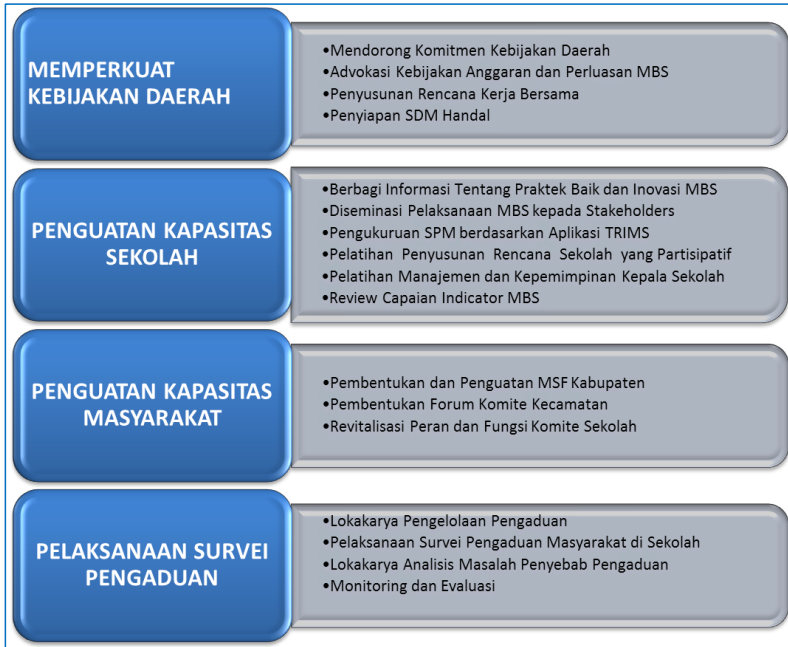 MEMPERKUAT
KEBIJAKAN DAERAH
•Mendorong Komitmen Kebijakan Daerah
•Advokasi Kebijakan Anggaran dan Perluasan MBS
•Penyusunan Rencana Kerja Bersama
•Penyiapan SDM Handal
PENGUATAN KAPASITAS
SEKOLAH
•Berbagi Informasi Tentang Praktek Baik dan Inovasi MBS
•Diseminasi Pelaksanaan MBS kepada Stakeholders
•Pengukuruan SPM berdasarkan Aplikasi TRIMS
•Pelatihan Penyusunan Rencana Sekolah yang Partisipatif
•Pelatihan Manajemen dan Kepemimpinan Kepala Sekolah
•Review Capaian Indicator MBS
PENGUATAN KAPASITAS
MASYARAKAT
•Pembentukan dan Penguatan MSF Kabupaten
•Pembentukan Forum Komite Kecamatan
•Revitalisasi Peran dan Fungsi Komite Sekolah
PELAKSANAAN SURVEI
PENGADUAN
•Lokakarya Pengelolaan Pengaduan
•Pelaksanaan Survei Pengaduan Masyarakat di Sekolah
•Lokakarya Analisis Masalah Penyebab Pengaduan
•Monitoring dan Evaluasi